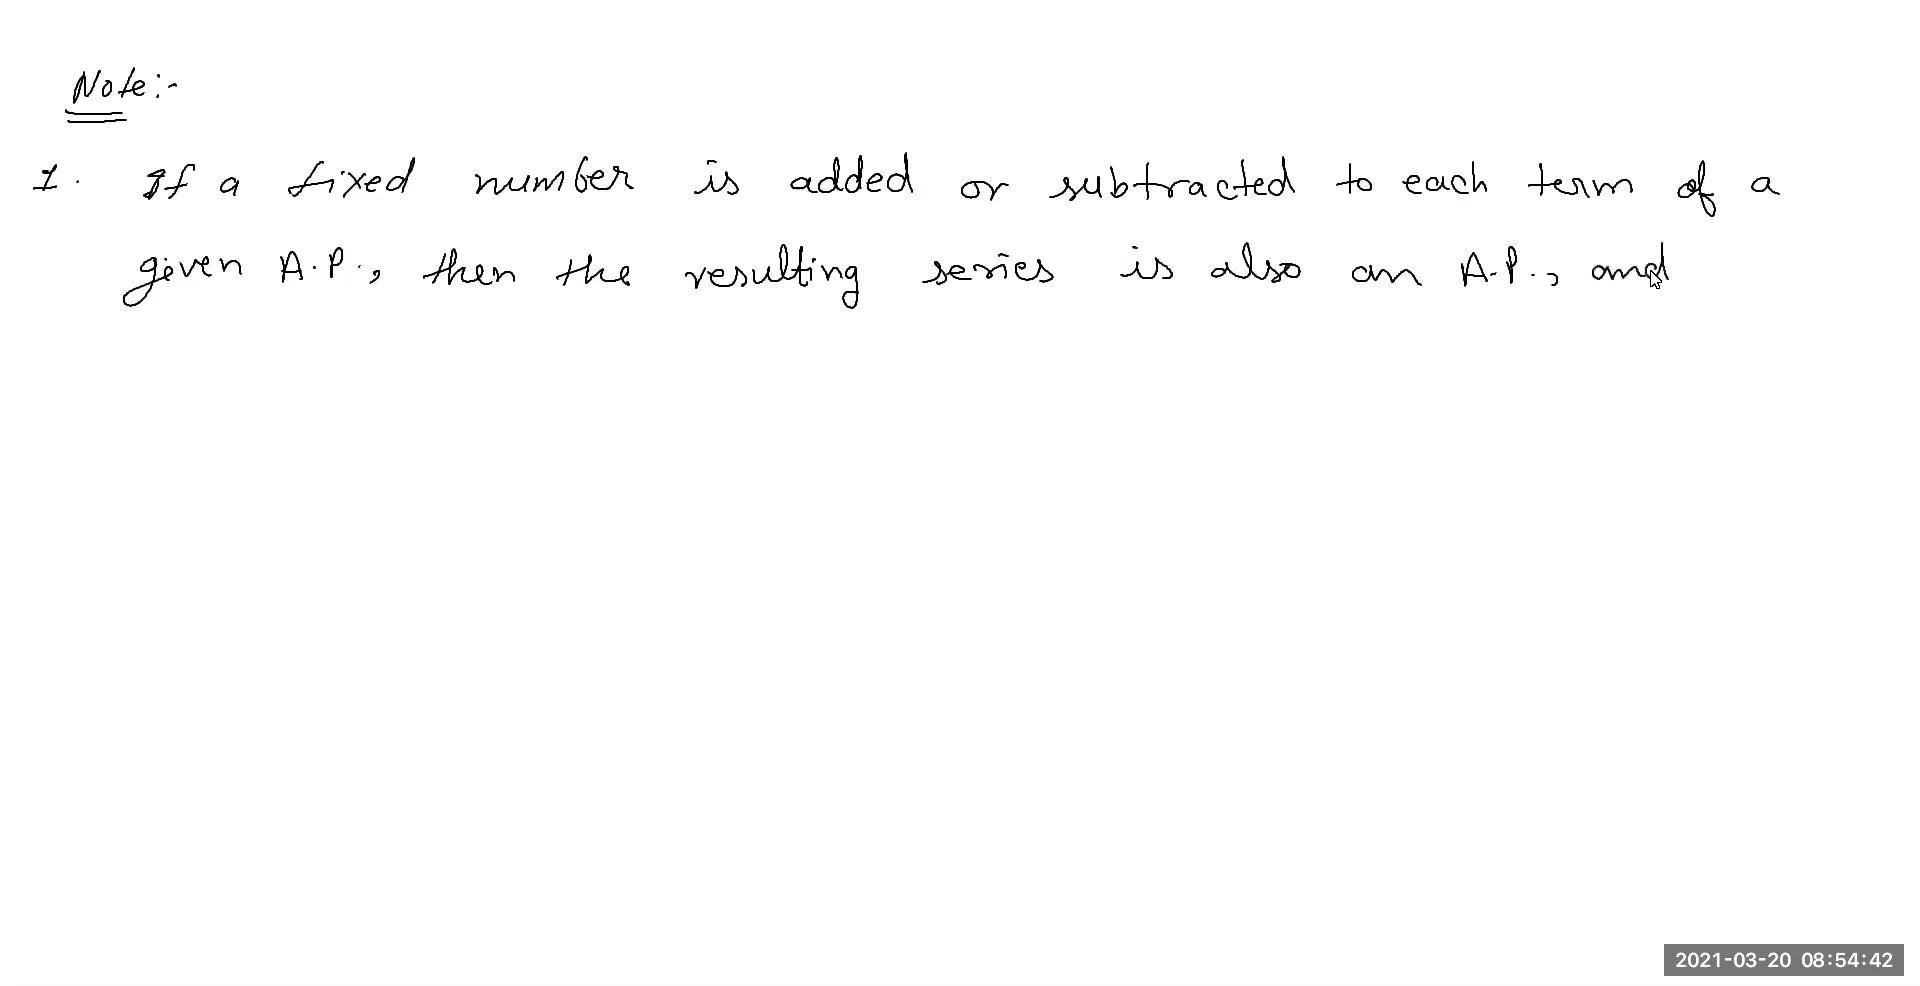 Note:-
1. If a fixed number is added or subtracted to each term of a
given A.P., then the resulting series is also an A.P., and
2021-03-20 08:54:42